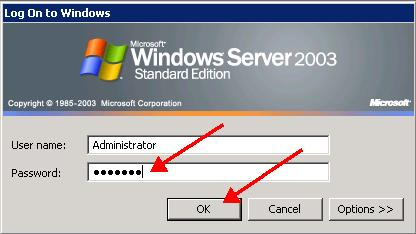 Log On to Windows
Microsoft
Windows Server 2003
Standard Edition
Copyright © 1985-2003 Microsoft Corporation
Microsoft
User name:
Administrator
Password:
●●●●●●●
OK
Cancel
Options >>